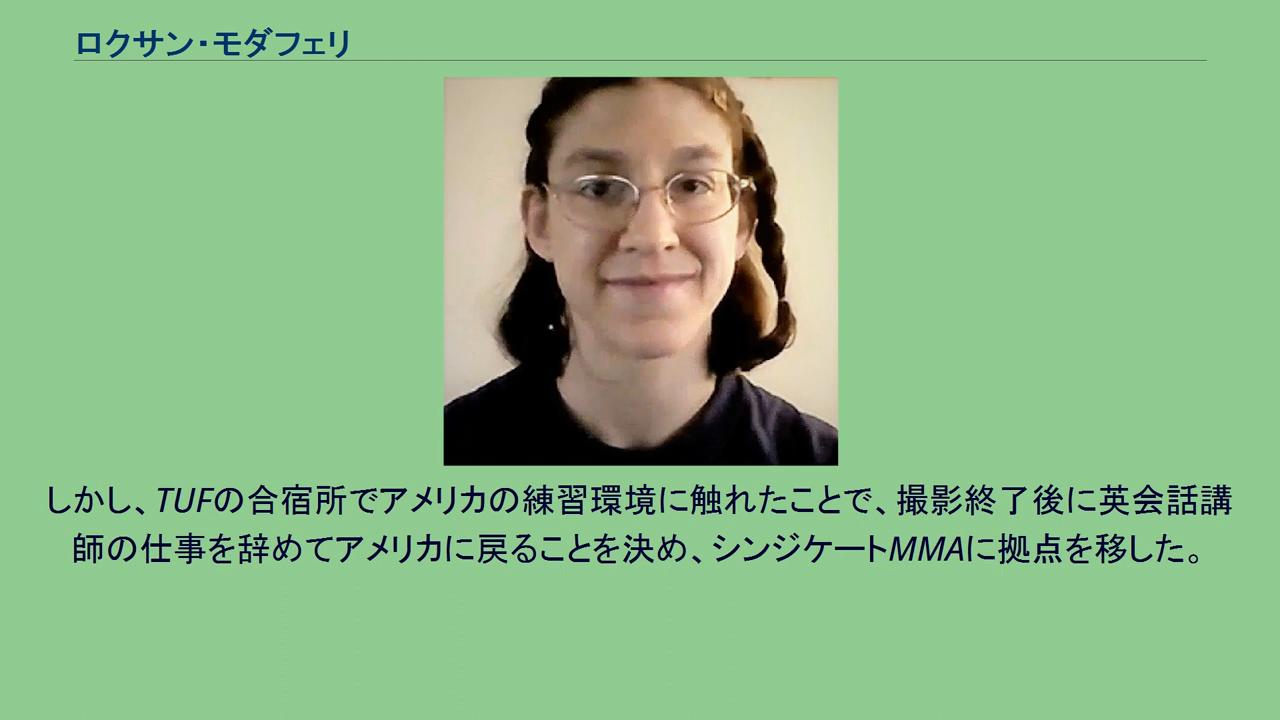 ロクサン・モダフェリ
しかし、TUFの合宿所でアメリカの練習環境に触れたことで、撮影終了後に英会話講
師の仕事を辞めてアメリカに戻ることを決め、シンジケートMMAに拠点を移した。